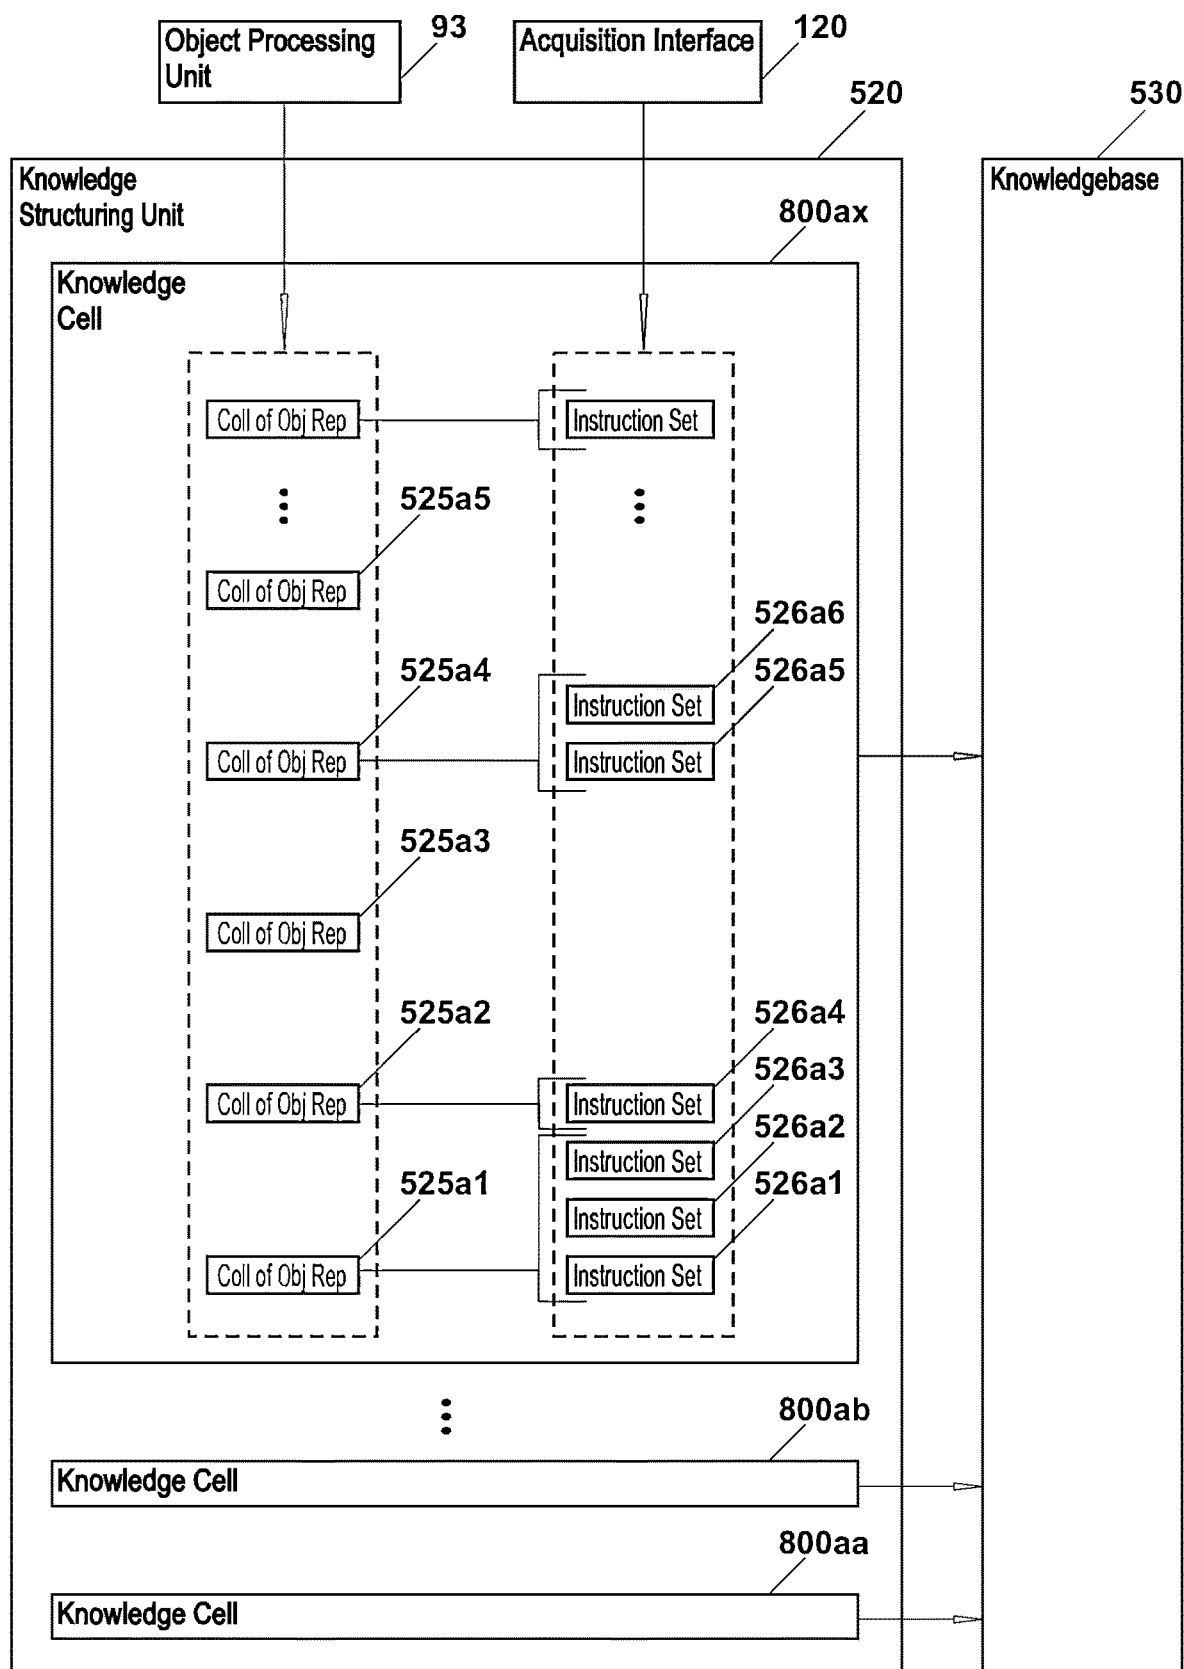 Object Processing
Unit
93
Acquisition Interface
120
520
530
Knowledge
Structuring Unit
Knowledgebase
800ax
Knowledge
Cell
Coll of Obj Rep
Instruction Set
525a5
Coll of Obj Rep
526a6
525a4
526a5
Instruction Set
Coll of Obj Rep
Instruction Set
525a3
Coll of Obj Rep
525a2
526a4
Coll of Obj Rep
Instruction Set
526a3
526a2
Instruction Set
525a1
526a1
Instruction Set
Coll of Obj Rep
Instruction Set
800ab
Knowledge Cell
800aa
Knowledge Cell